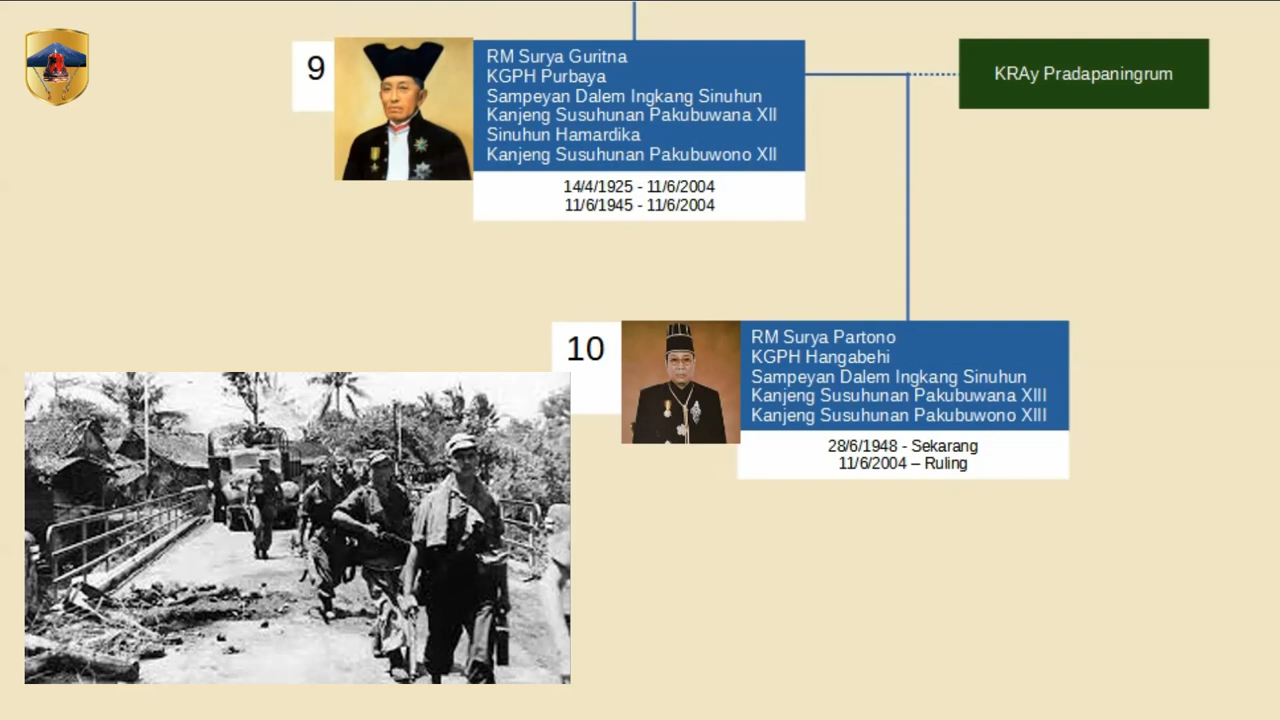 9
RM Surya Guritna
KGPH Purbaya
Sampeyan Dalem Ingkang Sinuhun
Kanjeng Susuhunan Pakubuwana XII
Sinuhun Hamardika
Kanjeng Susuhunan Pakubuwono XII
14/4/1925 - 11/6/2004
11/6/1945 - 11/6/2004
KRAy Pradapaningrum
10
RM Surya Partono
KGPH Hangabehi
Sampeyan Dalem Ingkang Sinuhun
Kanjeng Susuhunan Pakubuwana XIII
Kanjeng Susuhunan Pakubuwono XIII
28/6/1948 - Sekarang
11/6/2004 – Ruling